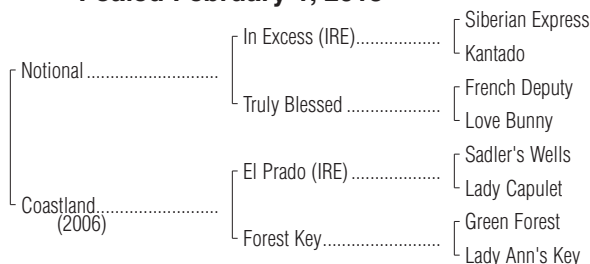 Foaled February
Siberian Express
In Excess (IRE)
Kantado
Notional
French Deputy
Truly Blessed
Love Bunny
Sadler's Wells
El Prado (IRE)
Lady Capulet
Coastland
(2006)
Green Forest
Forest Key
Lady Ann's Key